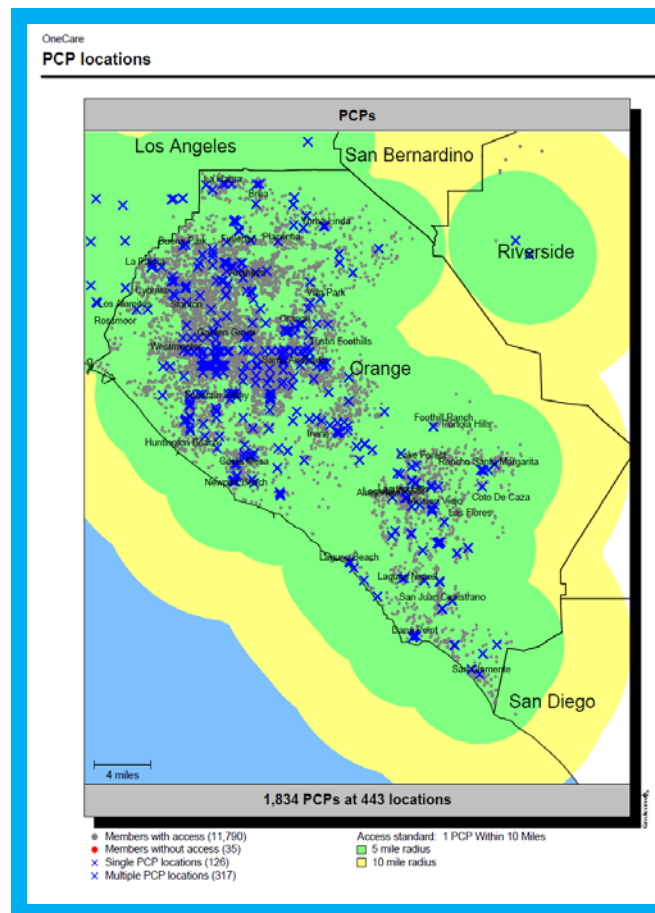 OneCare
PCP locations
PCPs
Los Angeles
San Bernardino
La Habra
Brea
Yorba Linda
Buena Park
Fullerton
Placentia
Riverside
La Palma
Anaheim
Cypress
Villa Park
Los Alamitos
Stanton
Rossmoor
Orange
Garden Grove
Tustin Foothills
Westminster
Santa Ana
Orange
Fountain Valley
Foothill Ranch
Portola Hills
Irvine
Huntington Beach
Lake Forest
Costa Mesa
Rancho Santa Margarita
Newport Beach
Mission Viejo
Coto De Caza
Las Flores
Laguna Beach
Laguna Niguel
San Juan Capistrano
Dana Point
San Clemente
San Diego
4 miles
1,834 PCPs at 443 locations
Members with access (11,790)
Members without access (35)
Single PCP locations (126)
Multiple PCP locations (317)
Access standard: 1 PCP Within 10 Miles
5 mile radius
10 mile radius